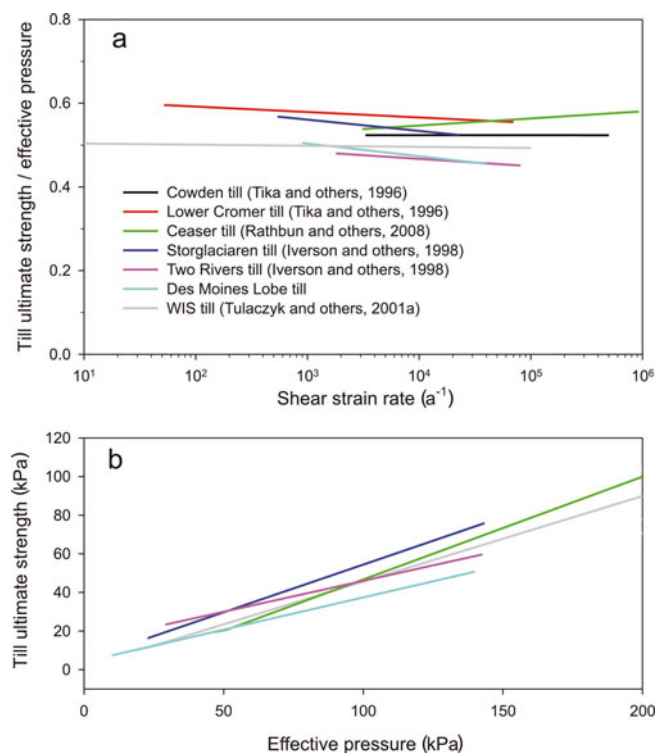 a
0.8
0.6
0.4
0.2
0.0
Till ultimate strength / effective pressure
Cowden till (Tika and others, 1996)
Lower Cromer till (Tika and others, 1996)
Ceaser till (Rathbun and others, 2008)
Storglaciaren till (Iverson and others, 1998)
Two Rivers till (Iverson and others, 1998)
Des Moines Lobe till
WIS till (Tulaczyk and others, 2001a)
10¹ 10² 10³ 10⁴ 10⁵ 10⁶
Shear strain rate (a⁻¹)
b
120
100
80
60
40
20
0
Till ultimate strength (kPa)
0 50 100 150 200
Effective pressure (kPa)